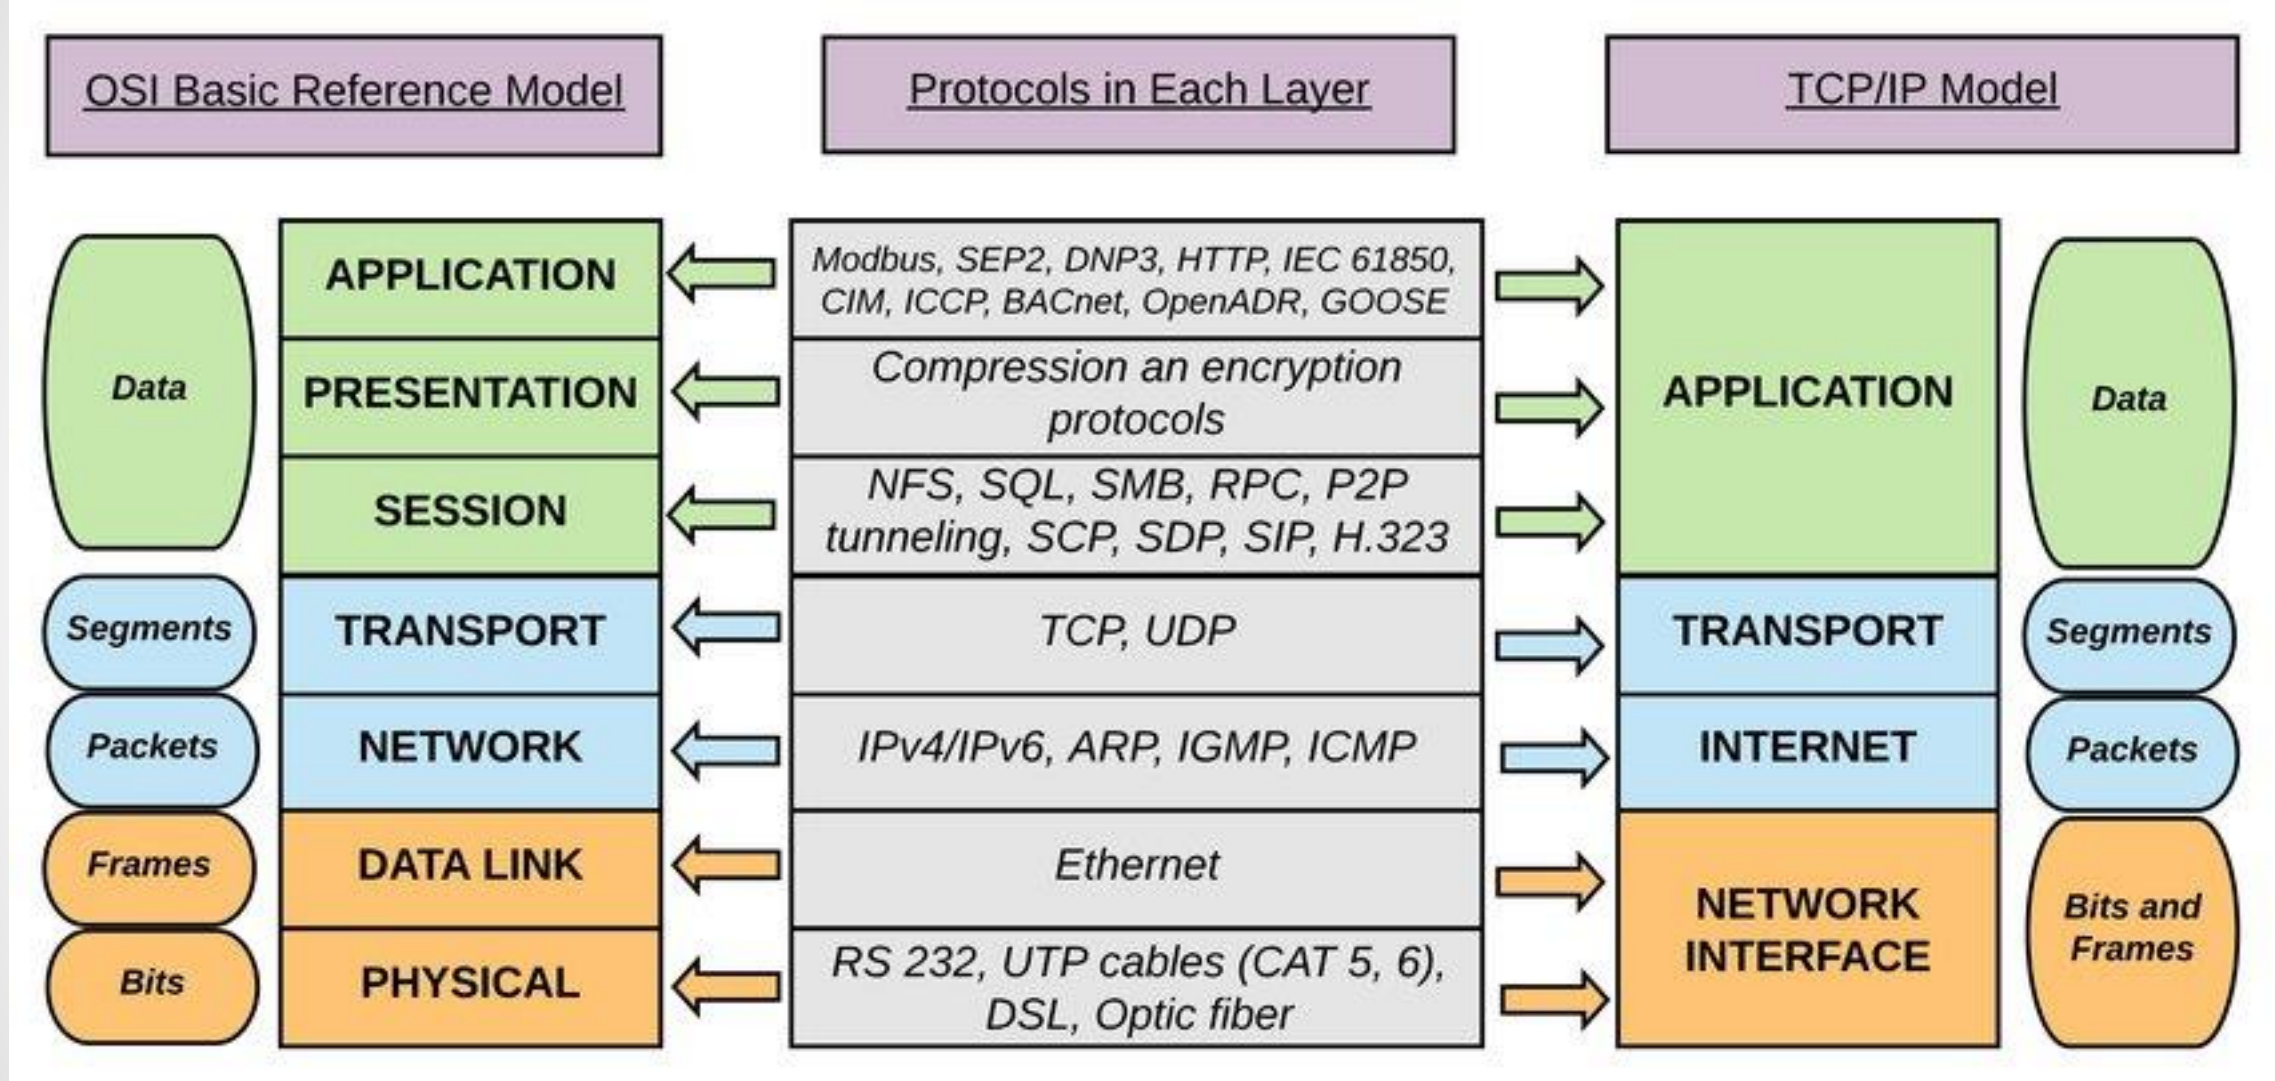 OSI Basic Reference Model
Protocols in Each Layer
TCP/IP Model
Data
APPLICATION
PRESENTATION
SESSION
Segments
TRANSPORT
Packets
NETWORK
Frames
DATA LINK
Bits
PHYSICAL
Modbus, SEP2, DNP3, HTTP, IEC 61850,
CIM, ICCP, BACnet, OpenADR, GOOSE
Compression an encryption
protocols
NFS, SQL, SMB, RPC, P2P
tunneling, SCP, SDP, SIP, H.323
TCP, UDP
IPv4/IPv6, ARP, IGMP, ICMP
Ethernet
RS 232, UTP cables (CAT 5, 6),
DSL, Optic fiber
APPLICATION
Data
TRANSPORT
Segments
INTERNET
Packets
NETWORK
INTERFACE
Bits and
Frames